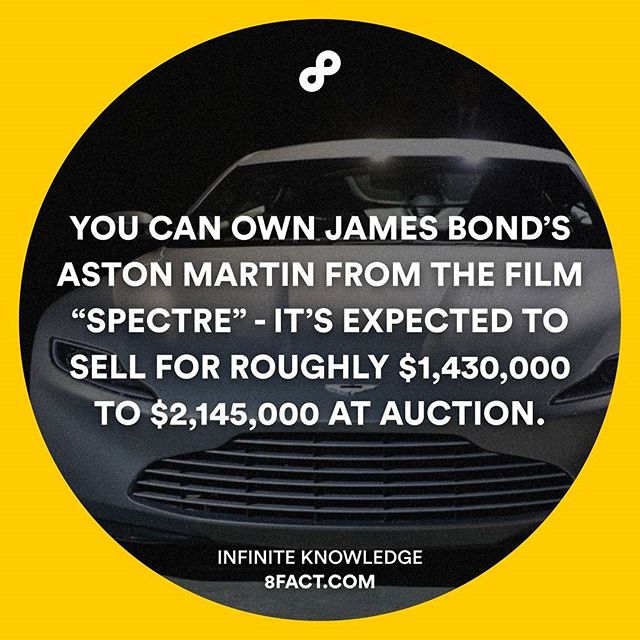 YOU CAN OWN JAMES BOND’S
ASTON MARTIN FROM THE FILM
“SPECTRE” - IT’S EXPECTED TO
SELL FOR ROUGHLY $1,430,000
TO $2,145,000 AT AUCTION.
INFINITE KNOWLEDGE
8FACT.COM